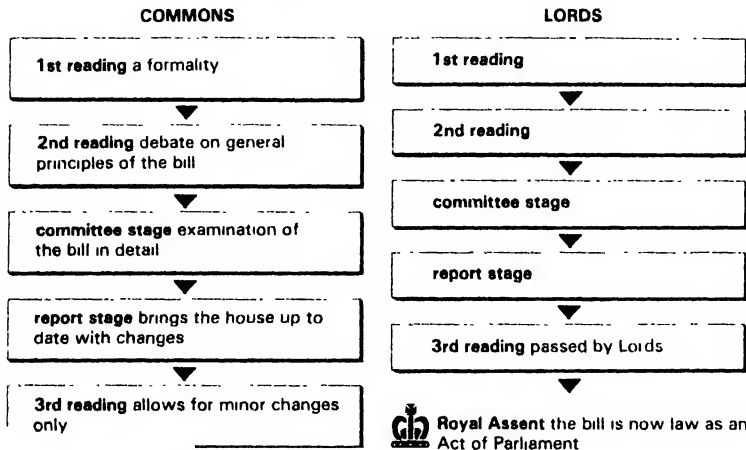 COMMONS
1st reading a formality
2nd reading debate on general
principles of the bill
committee stage examination of
the bill in detail
report stage brings the house up to
date with changes
3rd reading allows for minor changes
only
LORDS
1st reading
2nd reading
committee stage
report stage
3rd reading passed by Lords
Royal Assent the bill is now law as an
Act of Parliament